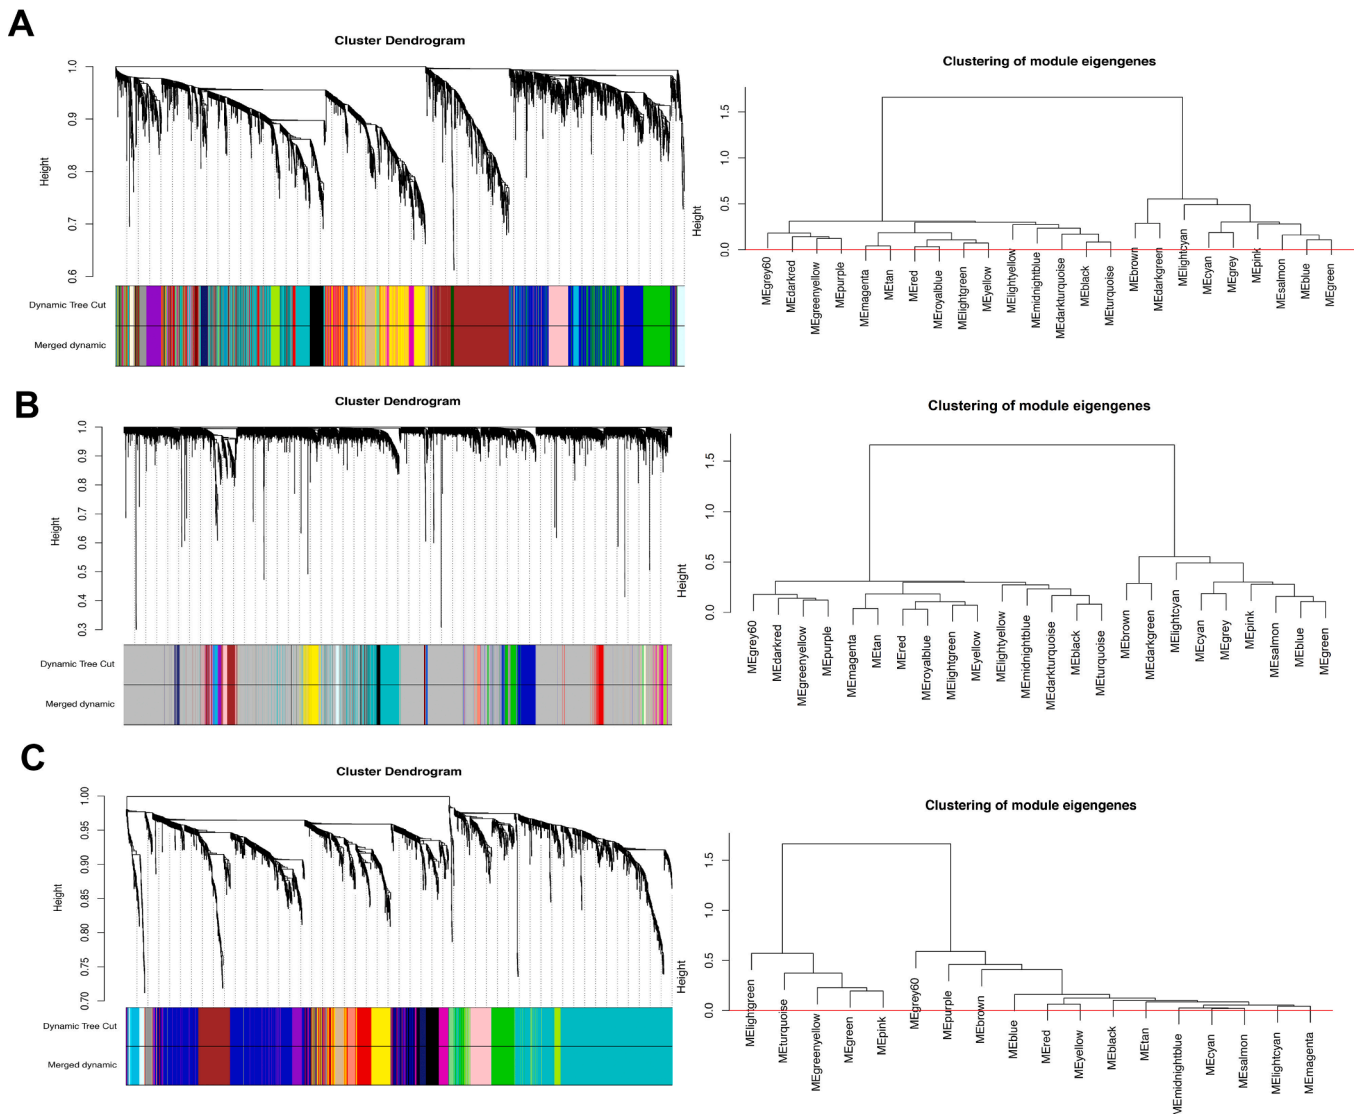 A
Cluster Dendrogram
Height
1.0
0.9
0.8
0.7
0.6
Dynamic Tree Cut
Merged dynamic
Clustering of module eigengenes
Height
1.5
1.0
0.5
0.0
MEgrey60
MEdarkred
MEgreenyellow
MEpurple
MEmagenta
MEtan
MEred
MEroyalblue
MElightgreen
MEyellow
MElightyellow
MEmidnightblue
MEdarkturquoise
MEblack
MEturquoise
MEbrown
MEdarkgreen
MElightcyan
MEcyan
MEgrey
MEpink
MEsalmon
MEblue
MEgreen
B
Cluster Dendrogram
Height
1.0
0.9
0.8
0.7
0.6
0.5
0.4
0.3
Dynamic Tree Cut
Merged dynamic
Clustering of module eigengenes
Height
1.5
1.0
0.5
0.0
MEgrey60
MEdarkred
MEgreenyellow
MEpurple
MEmagenta
MEtan
MEred
MEroyalblue
MElightgreen
MEyellow
MElightyellow
MEmidnightblue
MEdarkturquoise
MEblack
MEturquoise
MEbrown
MEdarkgreen
MElightcyan
MEcyan
MEgrey
MEpink
MEsalmon
MEblue
MEgreen
C
Cluster Dendrogram
Height
1.00
0.95
0.90
0.85
0.80
0.75
0.70
Dynamic Tree Cut
Merged dynamic
Clustering of module eigengenes
Height
1.5
1.0
0.5
0.0
MElightgreen
MEturquoise
MEgreenyellow
MEgreen
MEpink
MEgrey60
MEpurple
MEbrown
MEblue
MEred
MEyellow
MEblack
MEtan
MEmidnightblue
MEcyan
MEsalmon
MElightcyan
MEmagenta